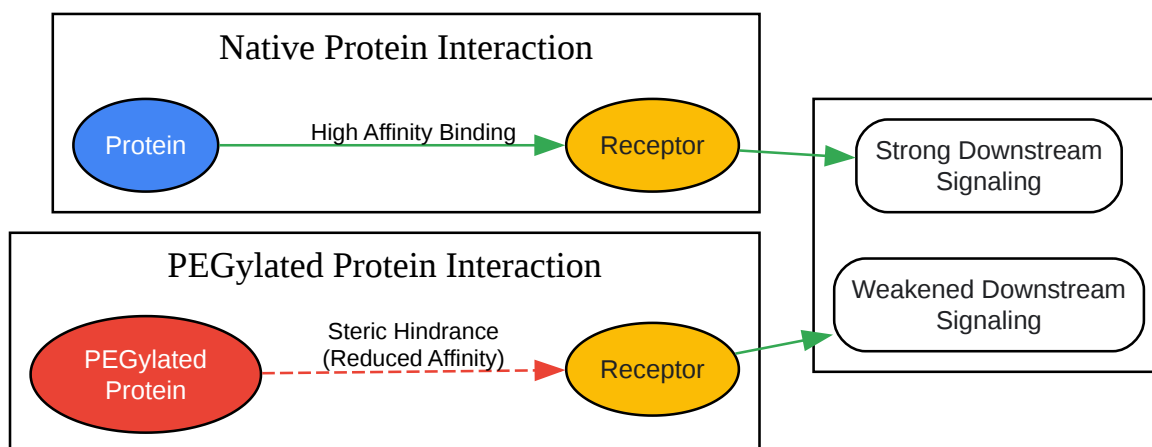 Native Protein Interaction
Protein
High Affinity Binding
Receptor
Strong Downstream
Signaling
PEGylated Protein Interaction
PEGylated
Protein
Steric Hindrance
(Reduced Affinity)
Receptor
Weakened Downstream
Signaling